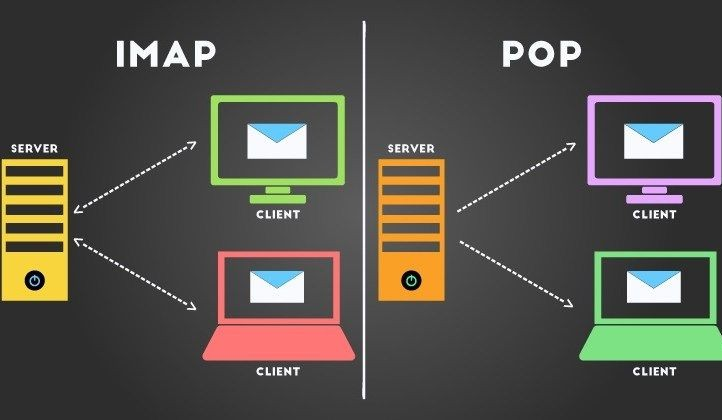 IMAP
SERVER
CLIENT
CLIENT
POP
SERVER
CLIENT
CLIENT